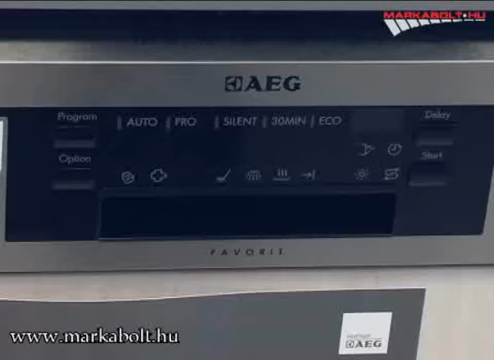 MARKABOLT.HU
AEG
Program
AUTO PRO SILENT 30MIN ECO
Delay
Option
Start
FAVORIT
www.markabolt.hu
AEG